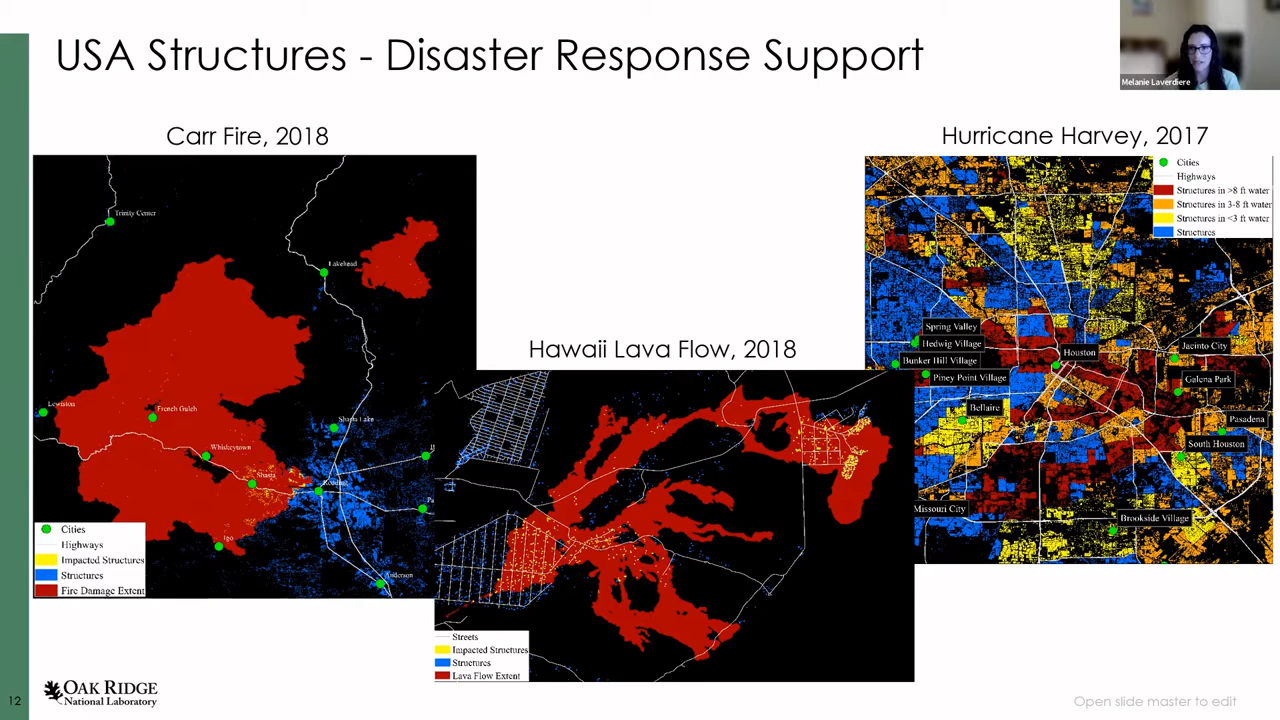 USA Structures - Disaster Response Support
Melanie Laverdiere
Carr Fire, 2018
Trinity Center
Lakehead
Lewiston
French Gulch
Whiskeytown
Shasta
Shasta Lake
Redding
Igo
Anderson
Cities
Highways
Impacted Structures
Structures
Fire Damage Extent
Hawaii Lava Flow, 2018
Streets
Impacted Structures
Structures
Lava Flow Extent
Hurricane Harvey, 2017
Cities
Highways
Structures in >8 ft water
Structures in 3-8 ft water
Structures in <3 ft water
Structures
Spring Valley
Hedwig Village
Bunker Hill Village
Piney Point Village
Bellaire
Houston
Jacinto City
Galena Park
Pasadena
South Houston
Missouri City
Brookside Village
12
OAK RIDGE
National Laboratory
Open slide master to edit